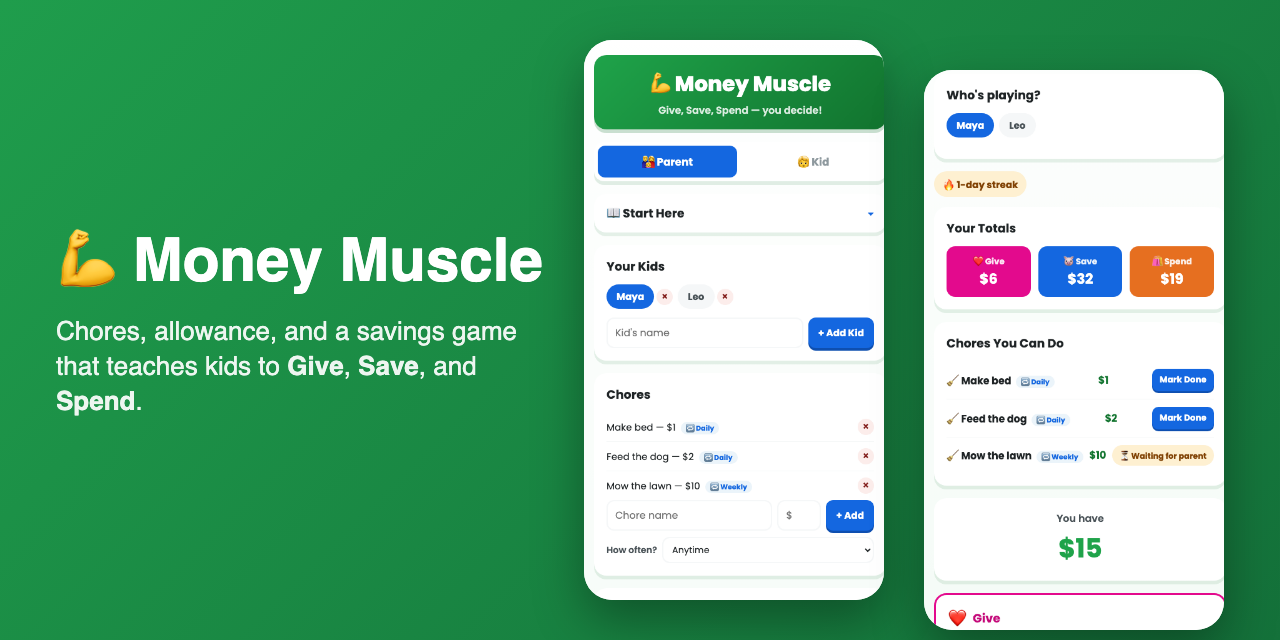 💪 Money Muscle
Chores, allowance, and a savings game
that teaches kids to Give, Save, and
Spend.
💪 Money Muscle
Give, Save, Spend — you decide!
Parent
Kid
Start Here
Your Kids
Maya × Leo ×
Kid's name
+ Add Kid
Chores
Make bed — $1 Daily ×
Feed the dog — $2 Daily ×
Mow the lawn — $10 Weekly ×
Chore name
$
+ Add
How often? Anytime
Who's playing?
Maya Leo
🔥 1-day streak
Your Totals
❤️ Give
$6
Save
$32
Spend
$19
Chores You Can Do
Make bed Daily $1 Mark Done
Feed the dog Daily $2 Mark Done
Mow the lawn Weekly $10 Waiting for parent
You have
$15
❤️ Give